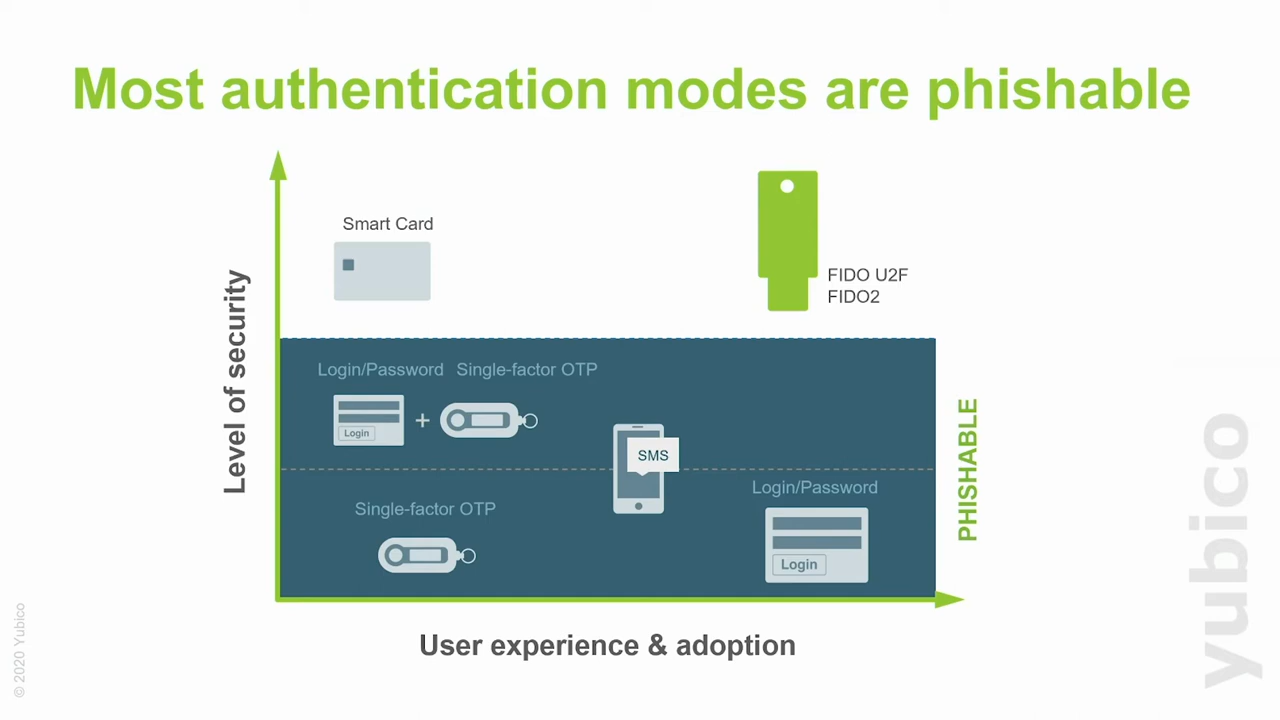 Most authentication modes are phishable
Level of security
Smart Card
FIDO U2F
FIDO2
Login/Password
Single-factor OTP
Login
+
SMS
Single-factor OTP
Login/Password
Login
PHISHABLE
User experience & adoption
© 2020 Yubico
yubico